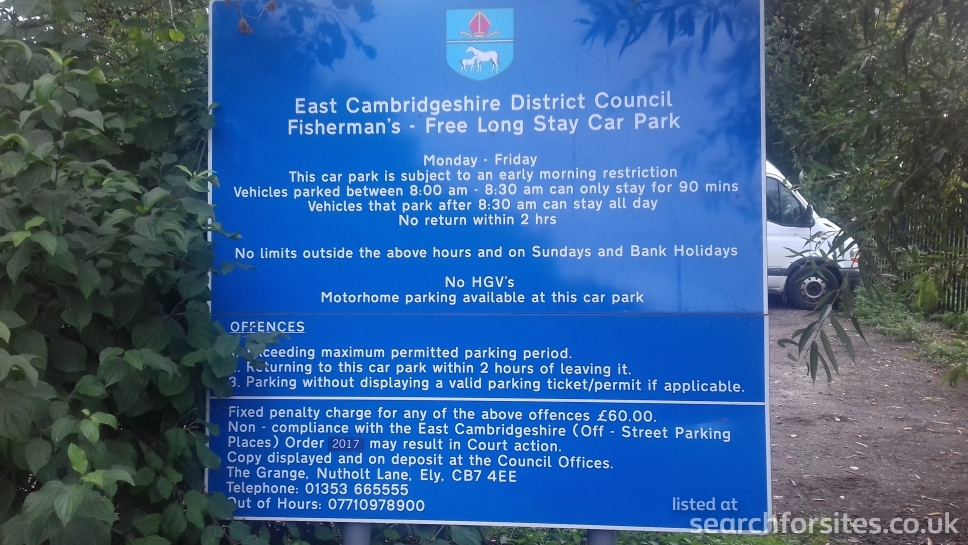 East Cambridgeshire District Council
Fisherman's - Free Long Stay Car Park
Monday - Friday
This car park is subject to an early morning restriction
Vehicles parked between 8:00 am - 8:30 am can only stay for 90 mins
Vehicles that park after 8:30 am can stay all day
No return within 2 hrs
No limits outside the above hours and on Sundays and Bank Holidays
No HGV's
Motorhome parking available at this car park
OFFENCES
Exceeding maximum permitted parking period.
Returning to this car park within 2 hours of leaving it.
3. Parking without displaying a valid parking ticket/permit if applicable.
Fixed penalty charge for any of the above offences £60.00.
Non - compliance with the East Cambridgeshire (Off - Street Parking
Places) Order 2017 may result in Court action.
Copy displayed and on deposit at the Council Offices.
The Grange, Nutholt Lane, Ely, CB7 4EE
Telephone: 01353 665555
Out of Hours: 07710978900
listed at
searchforsites.co.uk